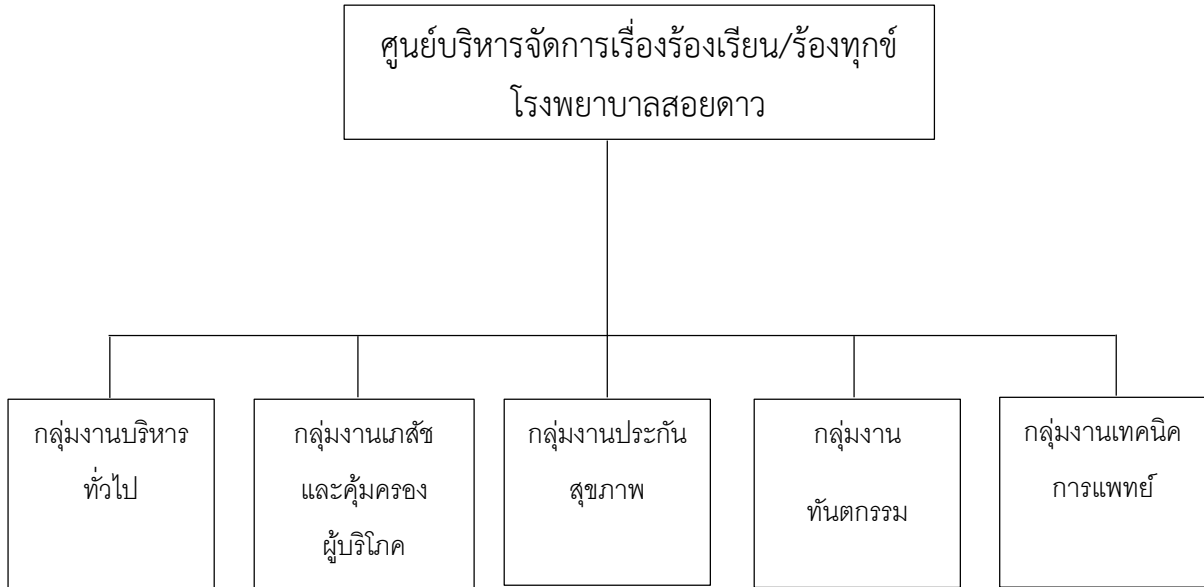 ศูนย์บริหารจัดการเรื่องร้องเรียน/ร้องทุกข์
โรงพยาบาลสอยดาว
กลุ่มงานบริหาร
ทั่วไป
กลุ่มงานเภสัช
และคุ้มครอง
ผู้บริโภค
กลุ่มงานประกัน
สุขภาพ
กลุ่มงาน
ทันตกรรม
กลุ่มงานเทคนิค
การแพทย์